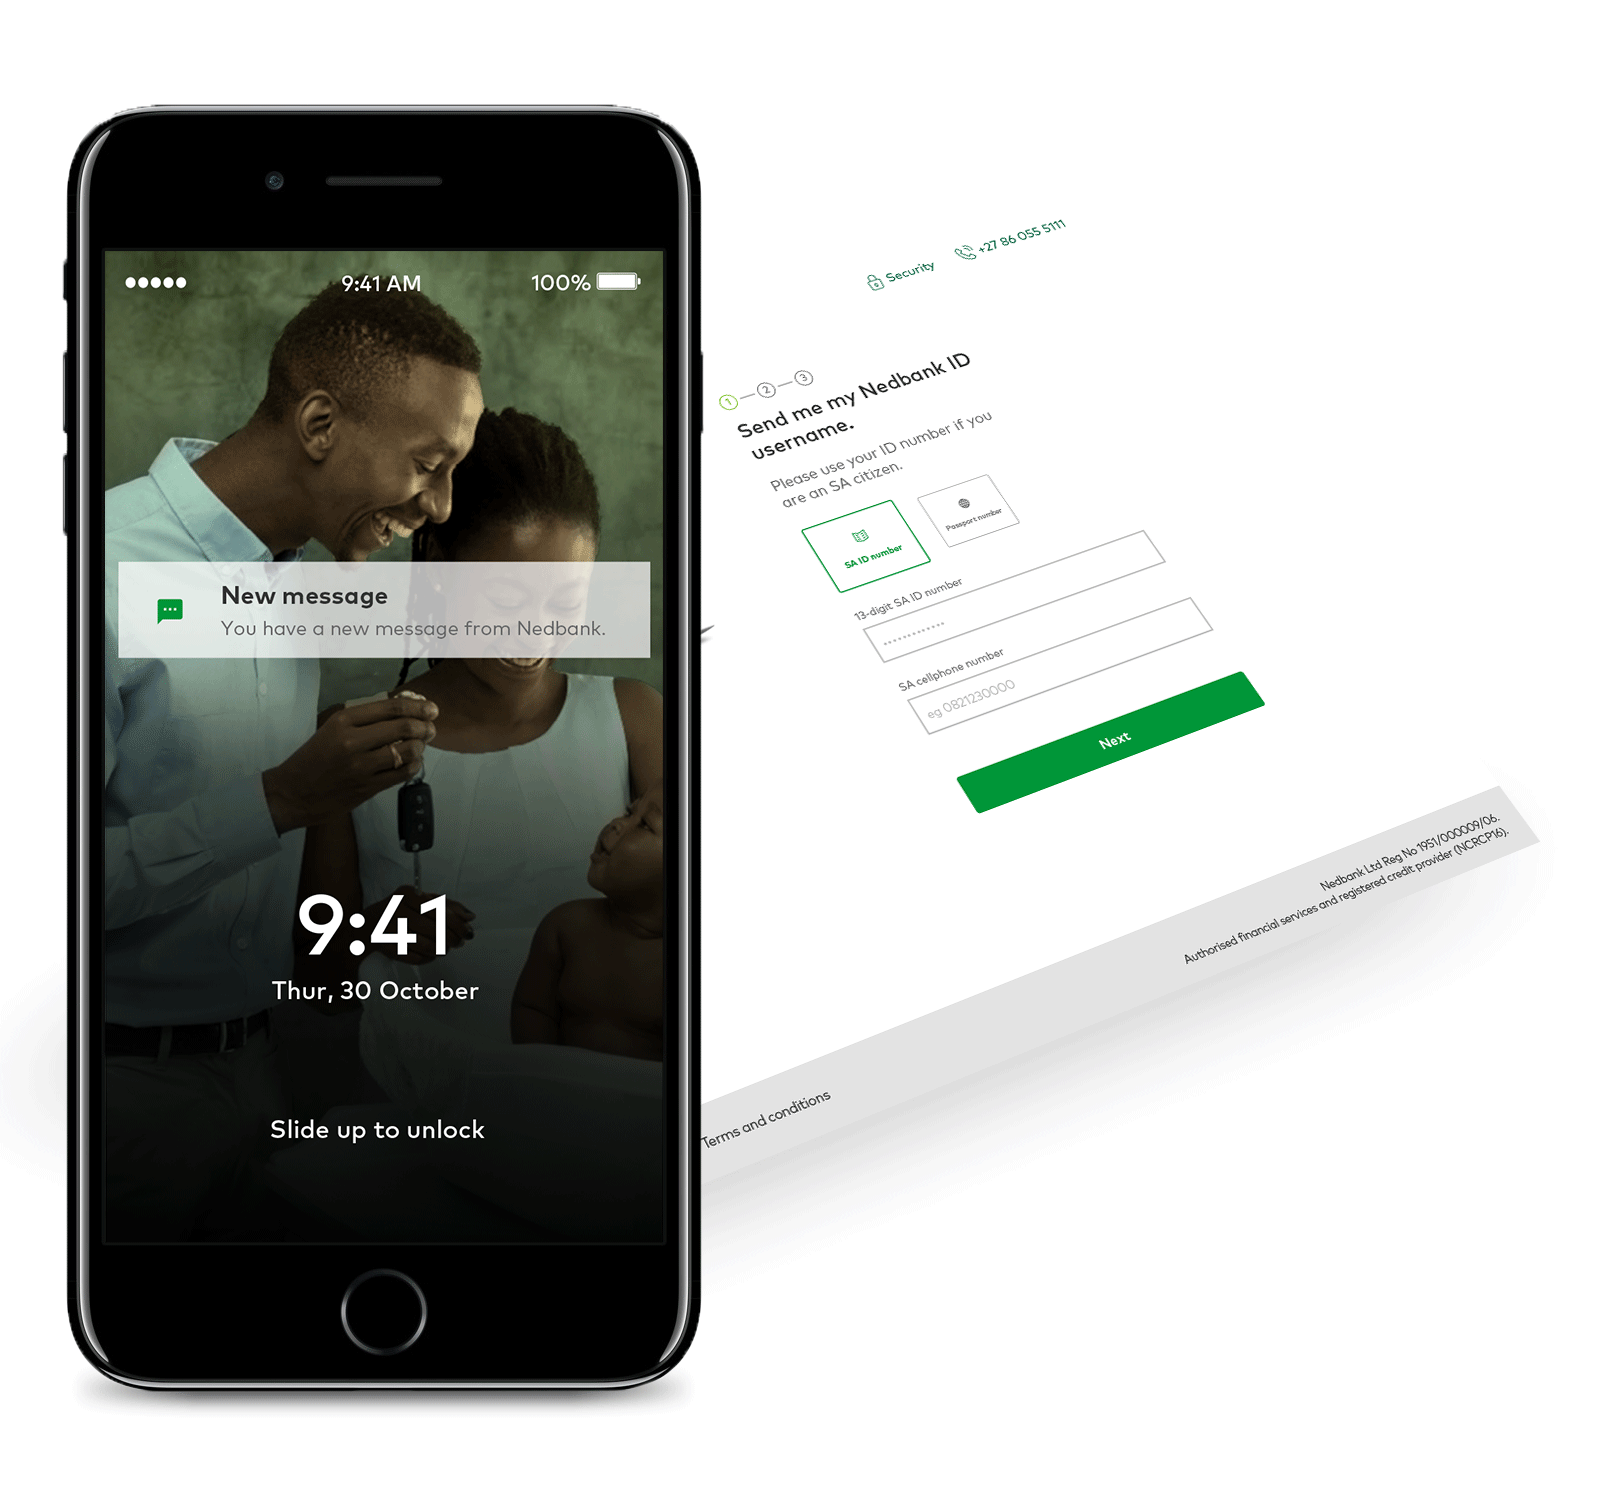 9:41 AM
100%
New message
You have a new message from Nedbank.
9:41
Thur, 30 October
Slide up to unlock
Security
+27 86 055 5111
1
2
3
Send me my Nedbank ID
username.
Please use your ID number if you
are an SA citizen.
SA ID number
Passport number
13-digit SA ID number
SA cellphone number
eg 0821230000
Next
Nedbank Ltd Reg No 1951/000009/06.
Authorised financial services and registered credit provider (NCRCP16).
Terms and conditions